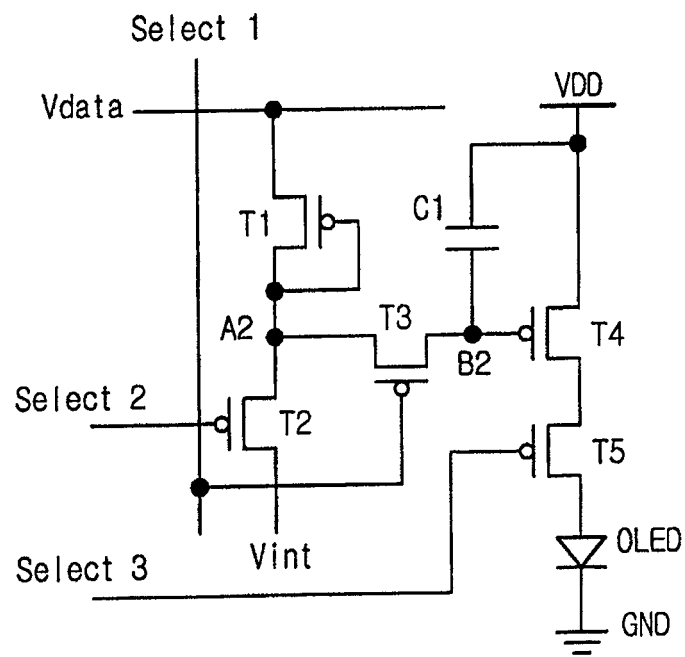 Select 1
Vdata
VDD
T1
C1
A2
T3
B2
T4
Select 2
T2
T5
Vint
OLED
Select 3
GND